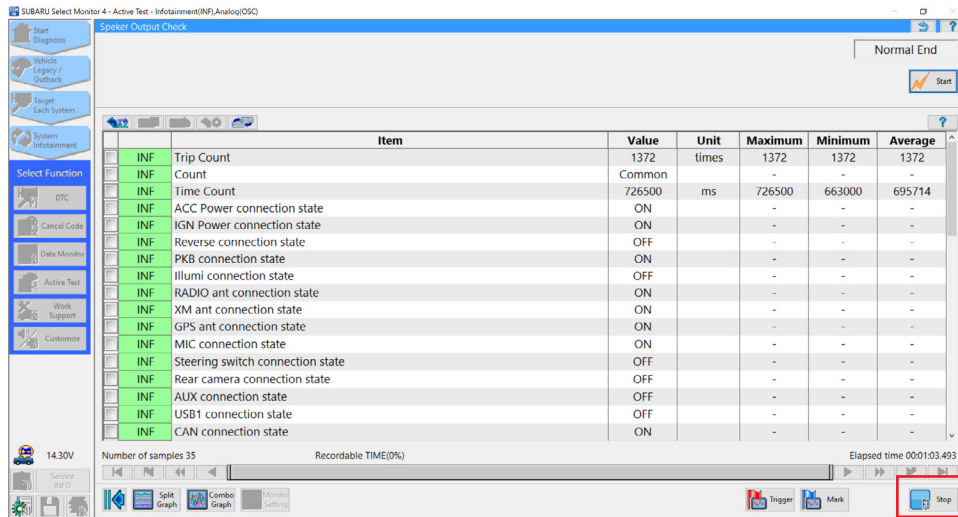 SUBARU Select Monitor 4 - Active Test - Infotainment(INF),Analog(OSC)
Start
Diagnosis
Vehicle
Legacy /
Outback
Target
Each System
System
Infotainment
Select Function
DTC
Cancel Code
Data Monitor
Active Test
Work
Support
Customize
14.30V
Service
INFO
Speker Output Check
?
Normal End
Start
?
Item Value Unit Maximum Minimum Average
INF Trip Count 1372 times 1372 1372 1372
INF Count Common - - -
INF Time Count 726500 ms 726500 663000 695714
INF ACC Power connection state ON - - -
INF IGN Power connection state ON - - -
INF Reverse connection state OFF - - -
INF PKB connection state ON - - -
INF Illumi connection state OFF - - -
INF RADIO ant connection state ON - - -
INF XM ant connection state ON - - -
INF GPS ant connection state ON - - -
INF MIC connection state ON - - -
INF Steering switch connection state OFF - - -
INF Rear camera connection state OFF - - -
INF AUX connection state OFF - - -
INF USB1 connection state OFF - - -
INF CAN connection state ON - - -
Number of samples 35 Recordable TIME(0%) Elapsed time 00:01:03.493
Split
Graph
Combo
Graph
Monitor
Setting
Trigger
Mark
Stop